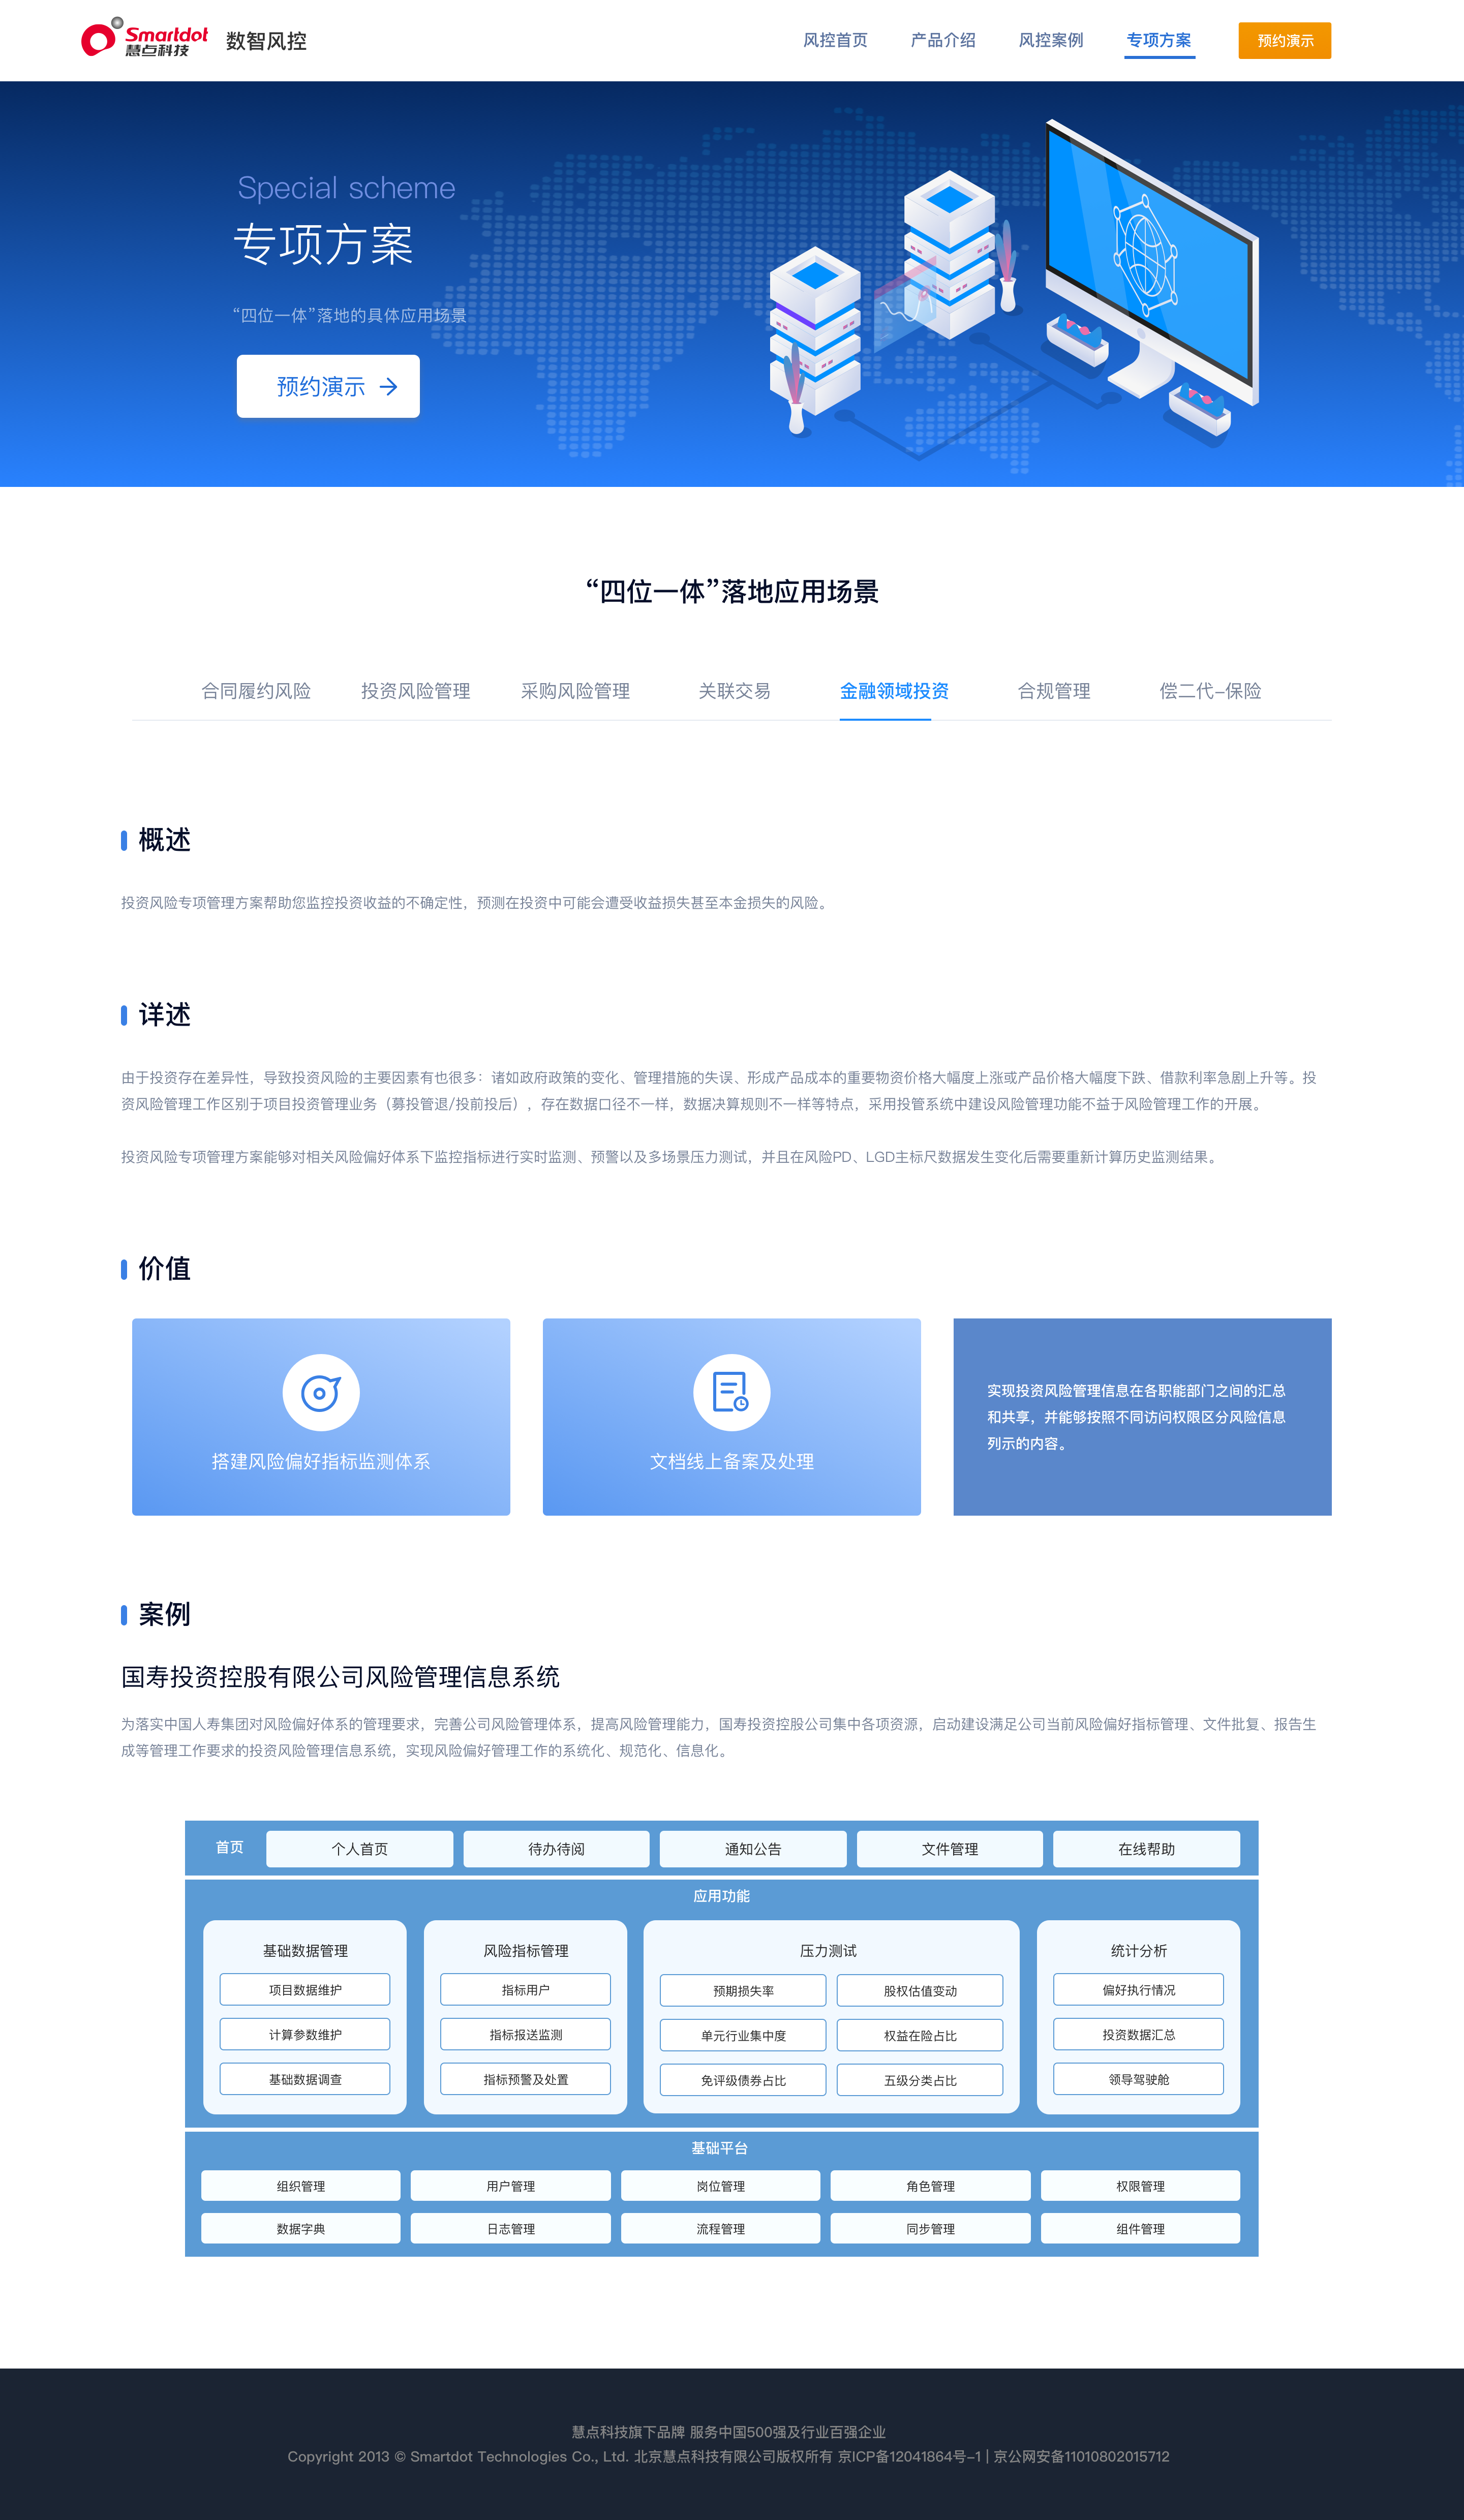 Smartdot
慧点科技
数智风控
风控首页
产品介绍
风控案例
专项方案
预约演示
Special scheme
专项方案
“四位一体”落地的具体应用场景
预约演示
“四位一体”落地应用场景
合同履约风险
投资风险管理
采购风险管理
关联交易
金融领域投资
合规管理
偿二代-保险
概述
投资风险专项管理方案帮助您监控投资收益的不确定性，预测在投资中可能会遭受收益损失甚至本金损失的风险。
详述
由于投资存在差异性，导致投资风险的主要因素有也很多：诸如政府政策的变化、管理措施的失误、形成产品成本的重要物资价格大幅度上涨或产品价格大幅度下跌、借款利率急剧上升等。投
资风险管理工作区别于项目投资管理业务（募投管退/投前投后），存在数据口径不一样，数据决算规则不一样等特点，采用投管系统中建设风险管理功能不益于风险管理工作的开展。
投资风险专项管理方案能够对相关风险偏好体系下监控指标进行实时监测、预警以及多场景压力测试，并且在风险PD、LGD主标尺数据发生变化后需要重新计算历史监测结果。
价值
搭建风险偏好指标监测体系
文档线上备案及处理
实现投资风险管理信息在各职能部门之间的汇总
和共享，并能够按照不同访问权限区分风险信息
列示的内容。
案例
国寿投资控股有限公司风险管理信息系统
为落实中国人寿集团对风险偏好体系的管理要求，完善公司风险管理体系，提高风险管理能力，国寿投资控股公司集中各项资源，启动建设满足公司当前风险偏好指标管理、文件批复、报告生
成等管理工作要求的投资风险管理信息系统，实现风险偏好管理工作的系统化、规范化、信息化。
首页
个人首页
待办待阅
通知公告
文件管理
在线帮助
应用功能
基础数据管理
项目数据维护
计算参数维护
基础数据调查
风险指标管理
指标用户
指标报送监测
指标预警及处置
压力测试
预期损失率
股权估值变动
单元行业集中度
权益在险占比
免评级债券占比
五级分类占比
统计分析
偏好执行情况
投资数据汇总
领导驾驶舱
基础平台
组织管理
用户管理
岗位管理
角色管理
权限管理
数据字典
日志管理
流程管理
同步管理
组件管理
慧点科技旗下品牌 服务中国500强及行业百强企业
Copyright 2013 © Smartdot Technologies Co., Ltd. 北京慧点科技有限公司版权所有 京ICP备12041864号-1 | 京公网安备11010802015712